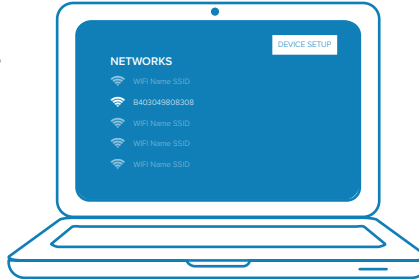 DEVICE SETUP
NETWORKS
WIFI Name SSID
B403049808308
WIFI Name SSID
WIFI Name SSID
WIFI Name SSID